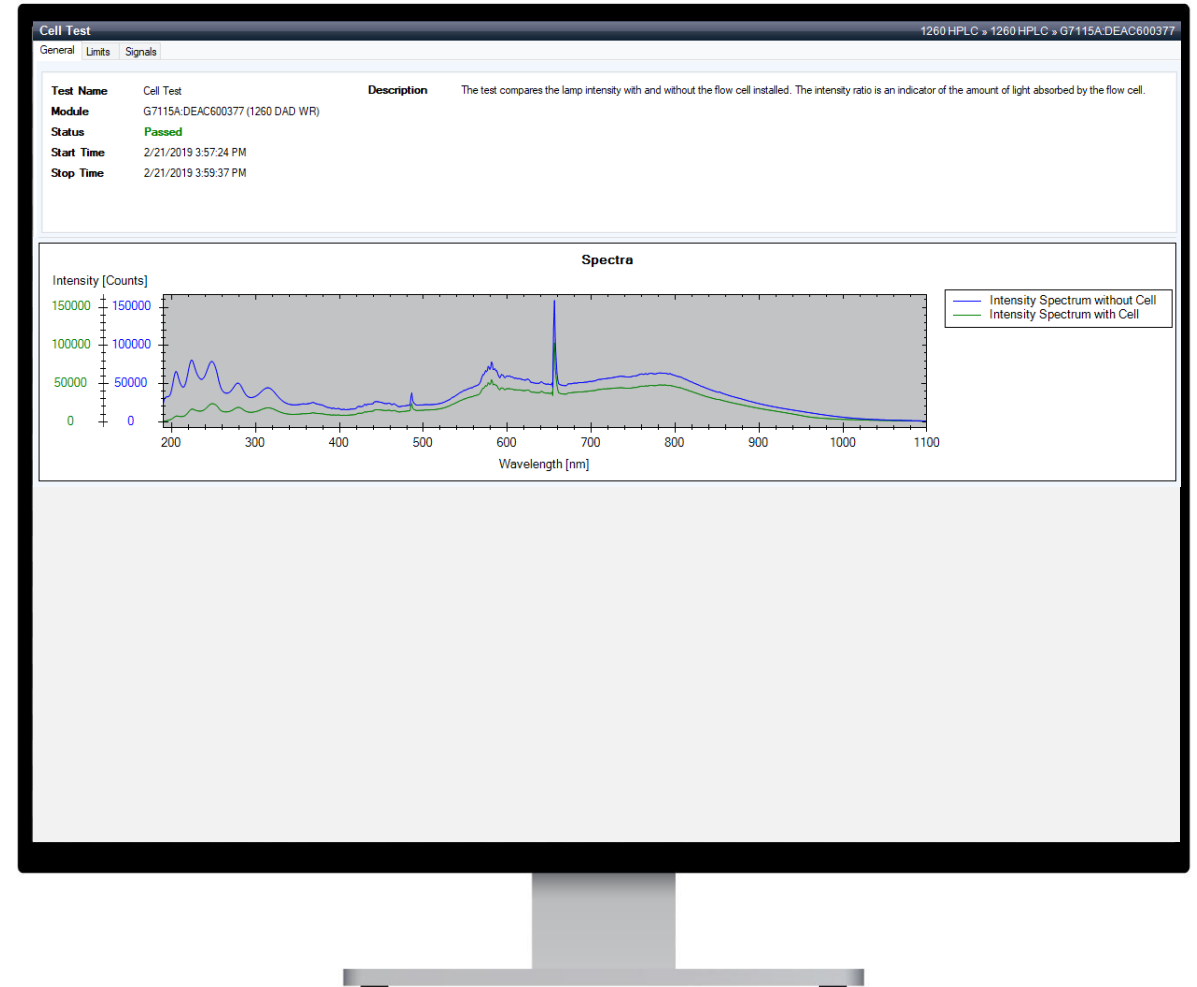 Cell Test
1260 HPLC » 1260 HPLC » G7115A:DEAC600377
General Limits Signals
Test Name Cell Test Description The test compares the lamp intensity with and without the flow cell installed. The intensity ratio is an indicator of the amount of light absorbed by the flow cell.
Module G7115A:DEAC600377 (1260 DAD WR)
Status Passed
Start Time 2/21/2019 3:57:24 PM
Stop Time 2/21/2019 3:59:37 PM
Spectra
Intensity [Counts]
150000 150000
100000 100000
50000 50000
0 0
200 300 400 500 600 700 800 900 1000 1100
Wavelength [nm]
Intensity Spectrum without Cell
Intensity Spectrum with Cell